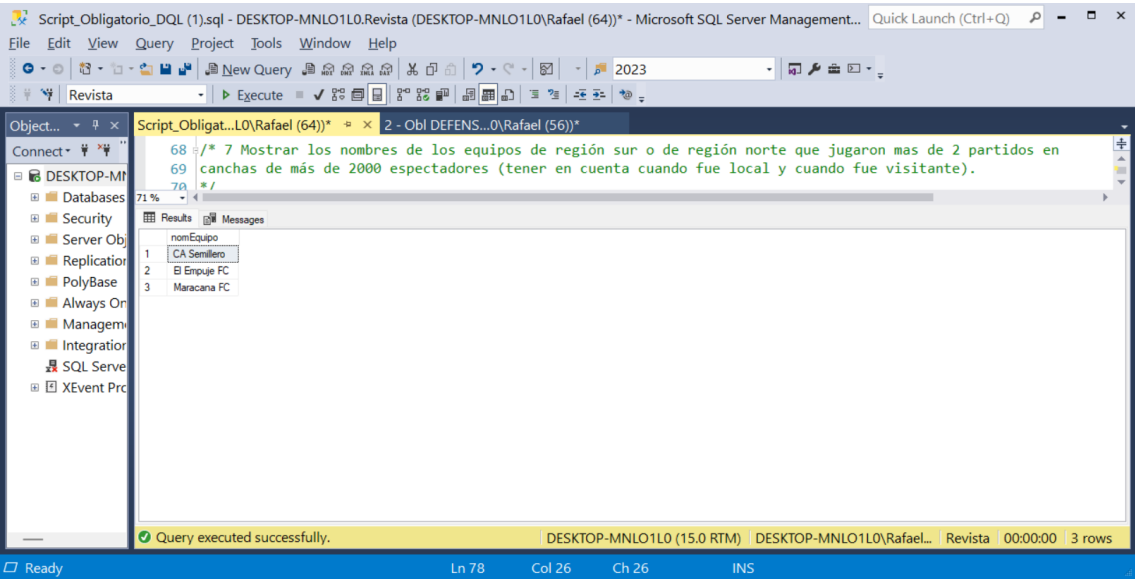 Script_Obligatorio_DQL (1).sql - DESKTOP-MNLO1L0.Revista (DESKTOP-MNLO1L0\Rafael (64))* - Microsoft SQL Server Management...
Quick Launch (Ctrl+Q)
File Edit View Query Project Tools Window Help
New Query
2023
Revista
Execute
Object...
Script_Obligat...L0\Rafael (64))*
2 - Obl DEFENS...0\Rafael (56))*
Connect
DESKTOP-MN
Databases
Security
Server Obj
Replication
PolyBase
Always On
Manageme
Integration
SQL Serve
XEvent Pro
68 /* 7 Mostrar los nombres de los equipos de región sur o de región norte que jugaron mas de 2 partidos en
69 canchas de más de 2000 espectadores (tener en cuenta cuando fue local y cuando fue visitante).
70 */
71 %
Results Messages
nomEquipo
1 CA Semillero
2 El Empuje FC
3 Maracana FC
Query executed successfully.
DESKTOP-MNLO1L0 (15.0 RTM) DESKTOP-MNLO1L0\Rafael... Revista 00:00:00 3 rows
Ready Ln 78 Col 26 Ch 26 INS